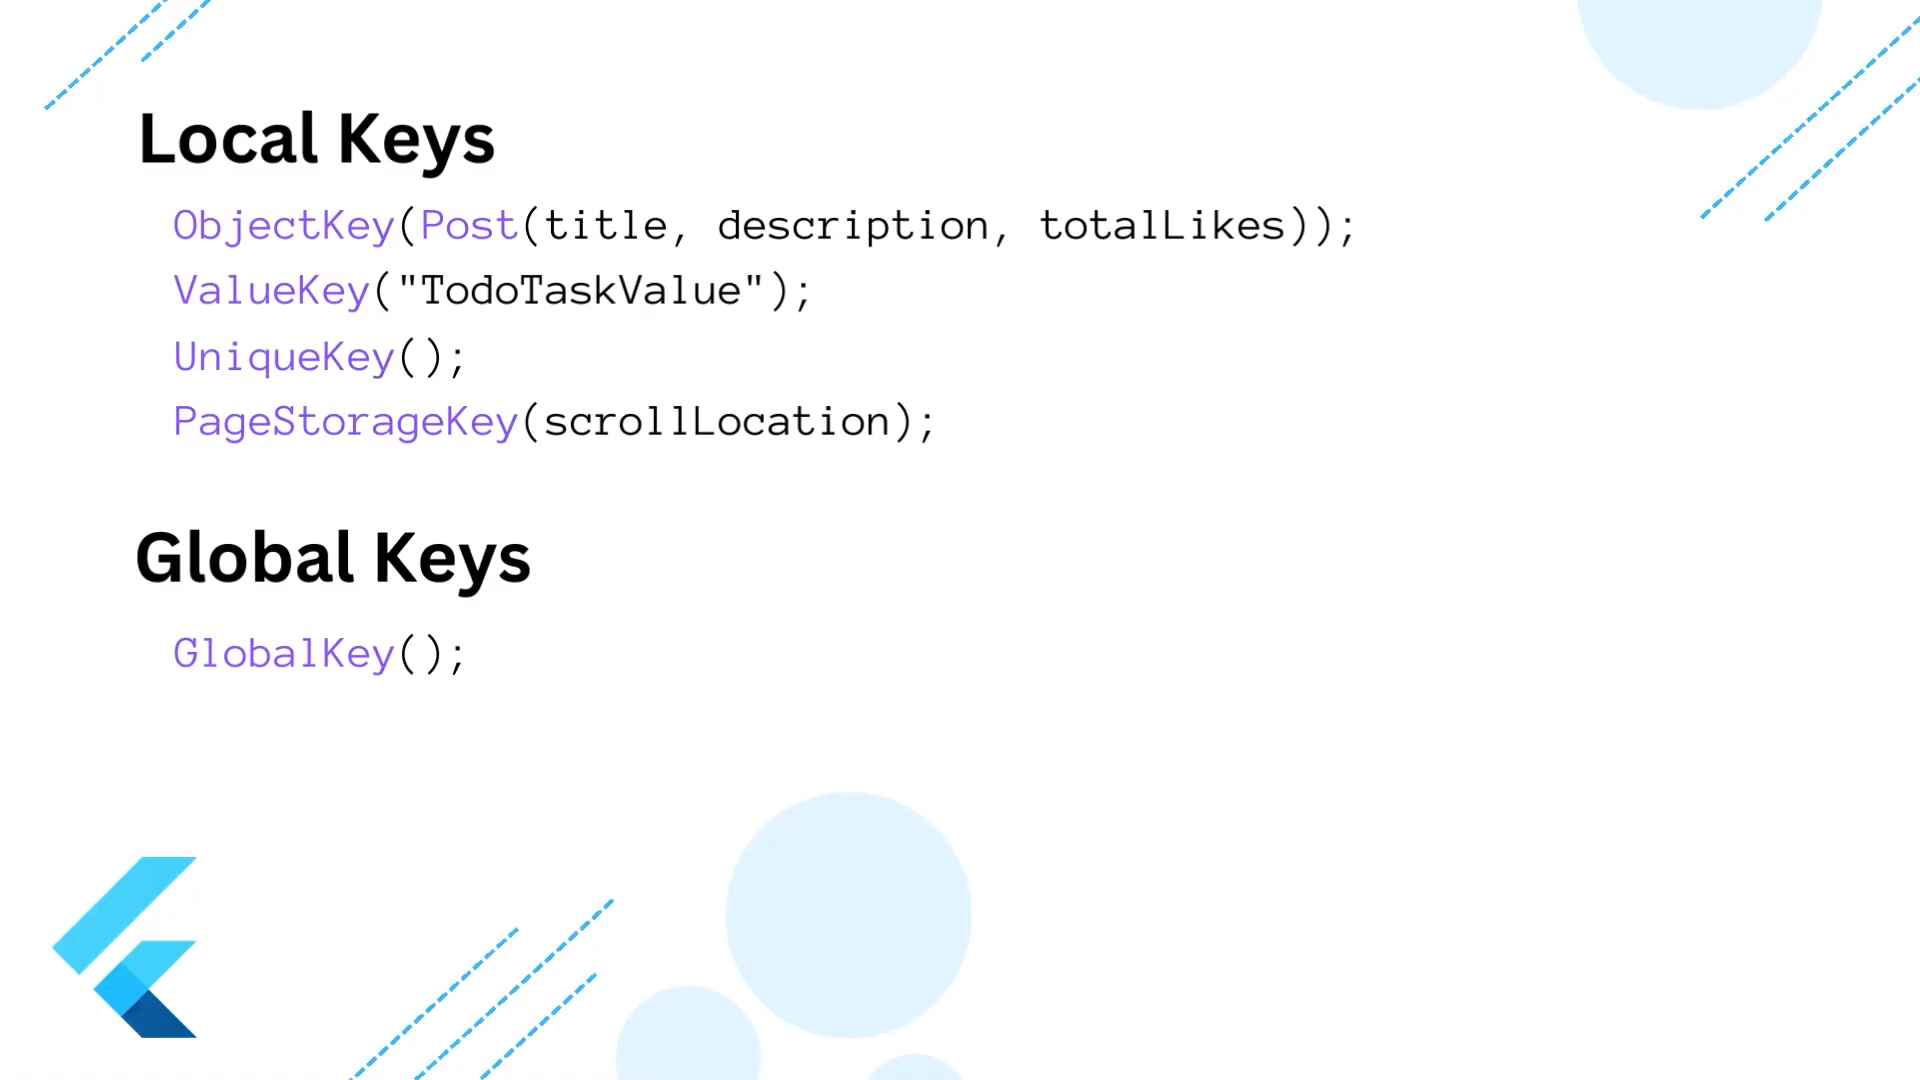 Local Keys
ObjectKey(Post(title, description, totalLikes));
ValueKey("TodoTaskValue");
UniqueKey();
PageStorageKey(scrollLocation);
Global Keys
GlobalKey();